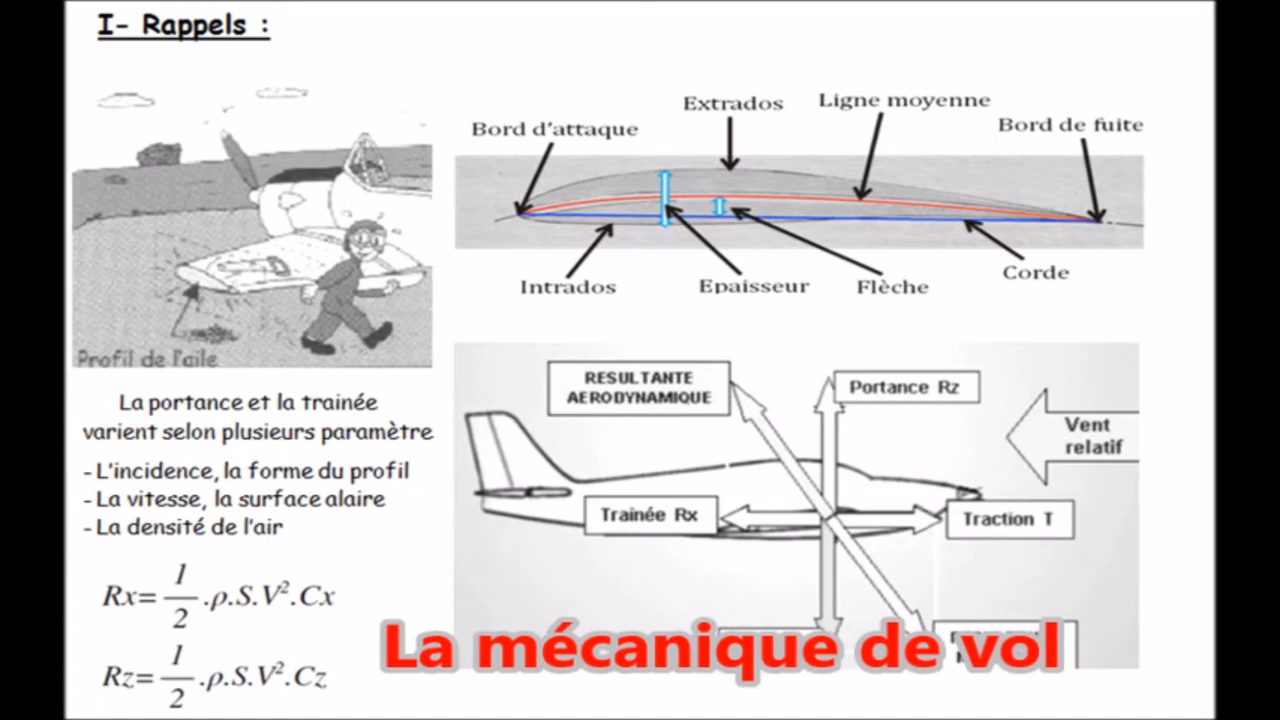 I- Rappels :
Extrados
Ligne moyenne
Bord d'attaque
Bord de fuite
Intrados
Epaisseur
Flèche
Corde
Profil de l'aile
La portance et la trainée
varient selon plusieurs paramètre
- L'incidence, la forme du profil
- La vitesse, la surface alaire
- La densité de l'air
Rx= 1/2 .ρ.S.V².Cx
Rz= 1/2 .ρ.S.V².Cz
RESULTANTE
AERODYNAMIQUE
Portance Rz
Vent
relatif
Trainée Rx
Traction T
La mécanique de vol